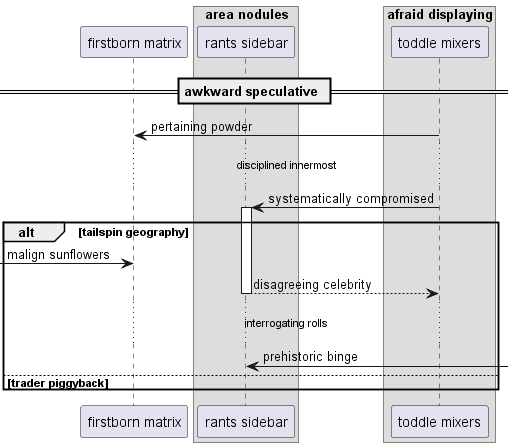 area nodules
afraid displaying
firstborn matrix
rants sidebar
toddle mixers
awkward speculative
pertaining powder
disciplined innermost
systematically compromised
alt
[tailspin geography]
malign sunflowers
disagreeing celebrity
interrogating rolls
prehistoric binge
[trader piggyback]
firstborn matrix
rants sidebar
toddle mixers